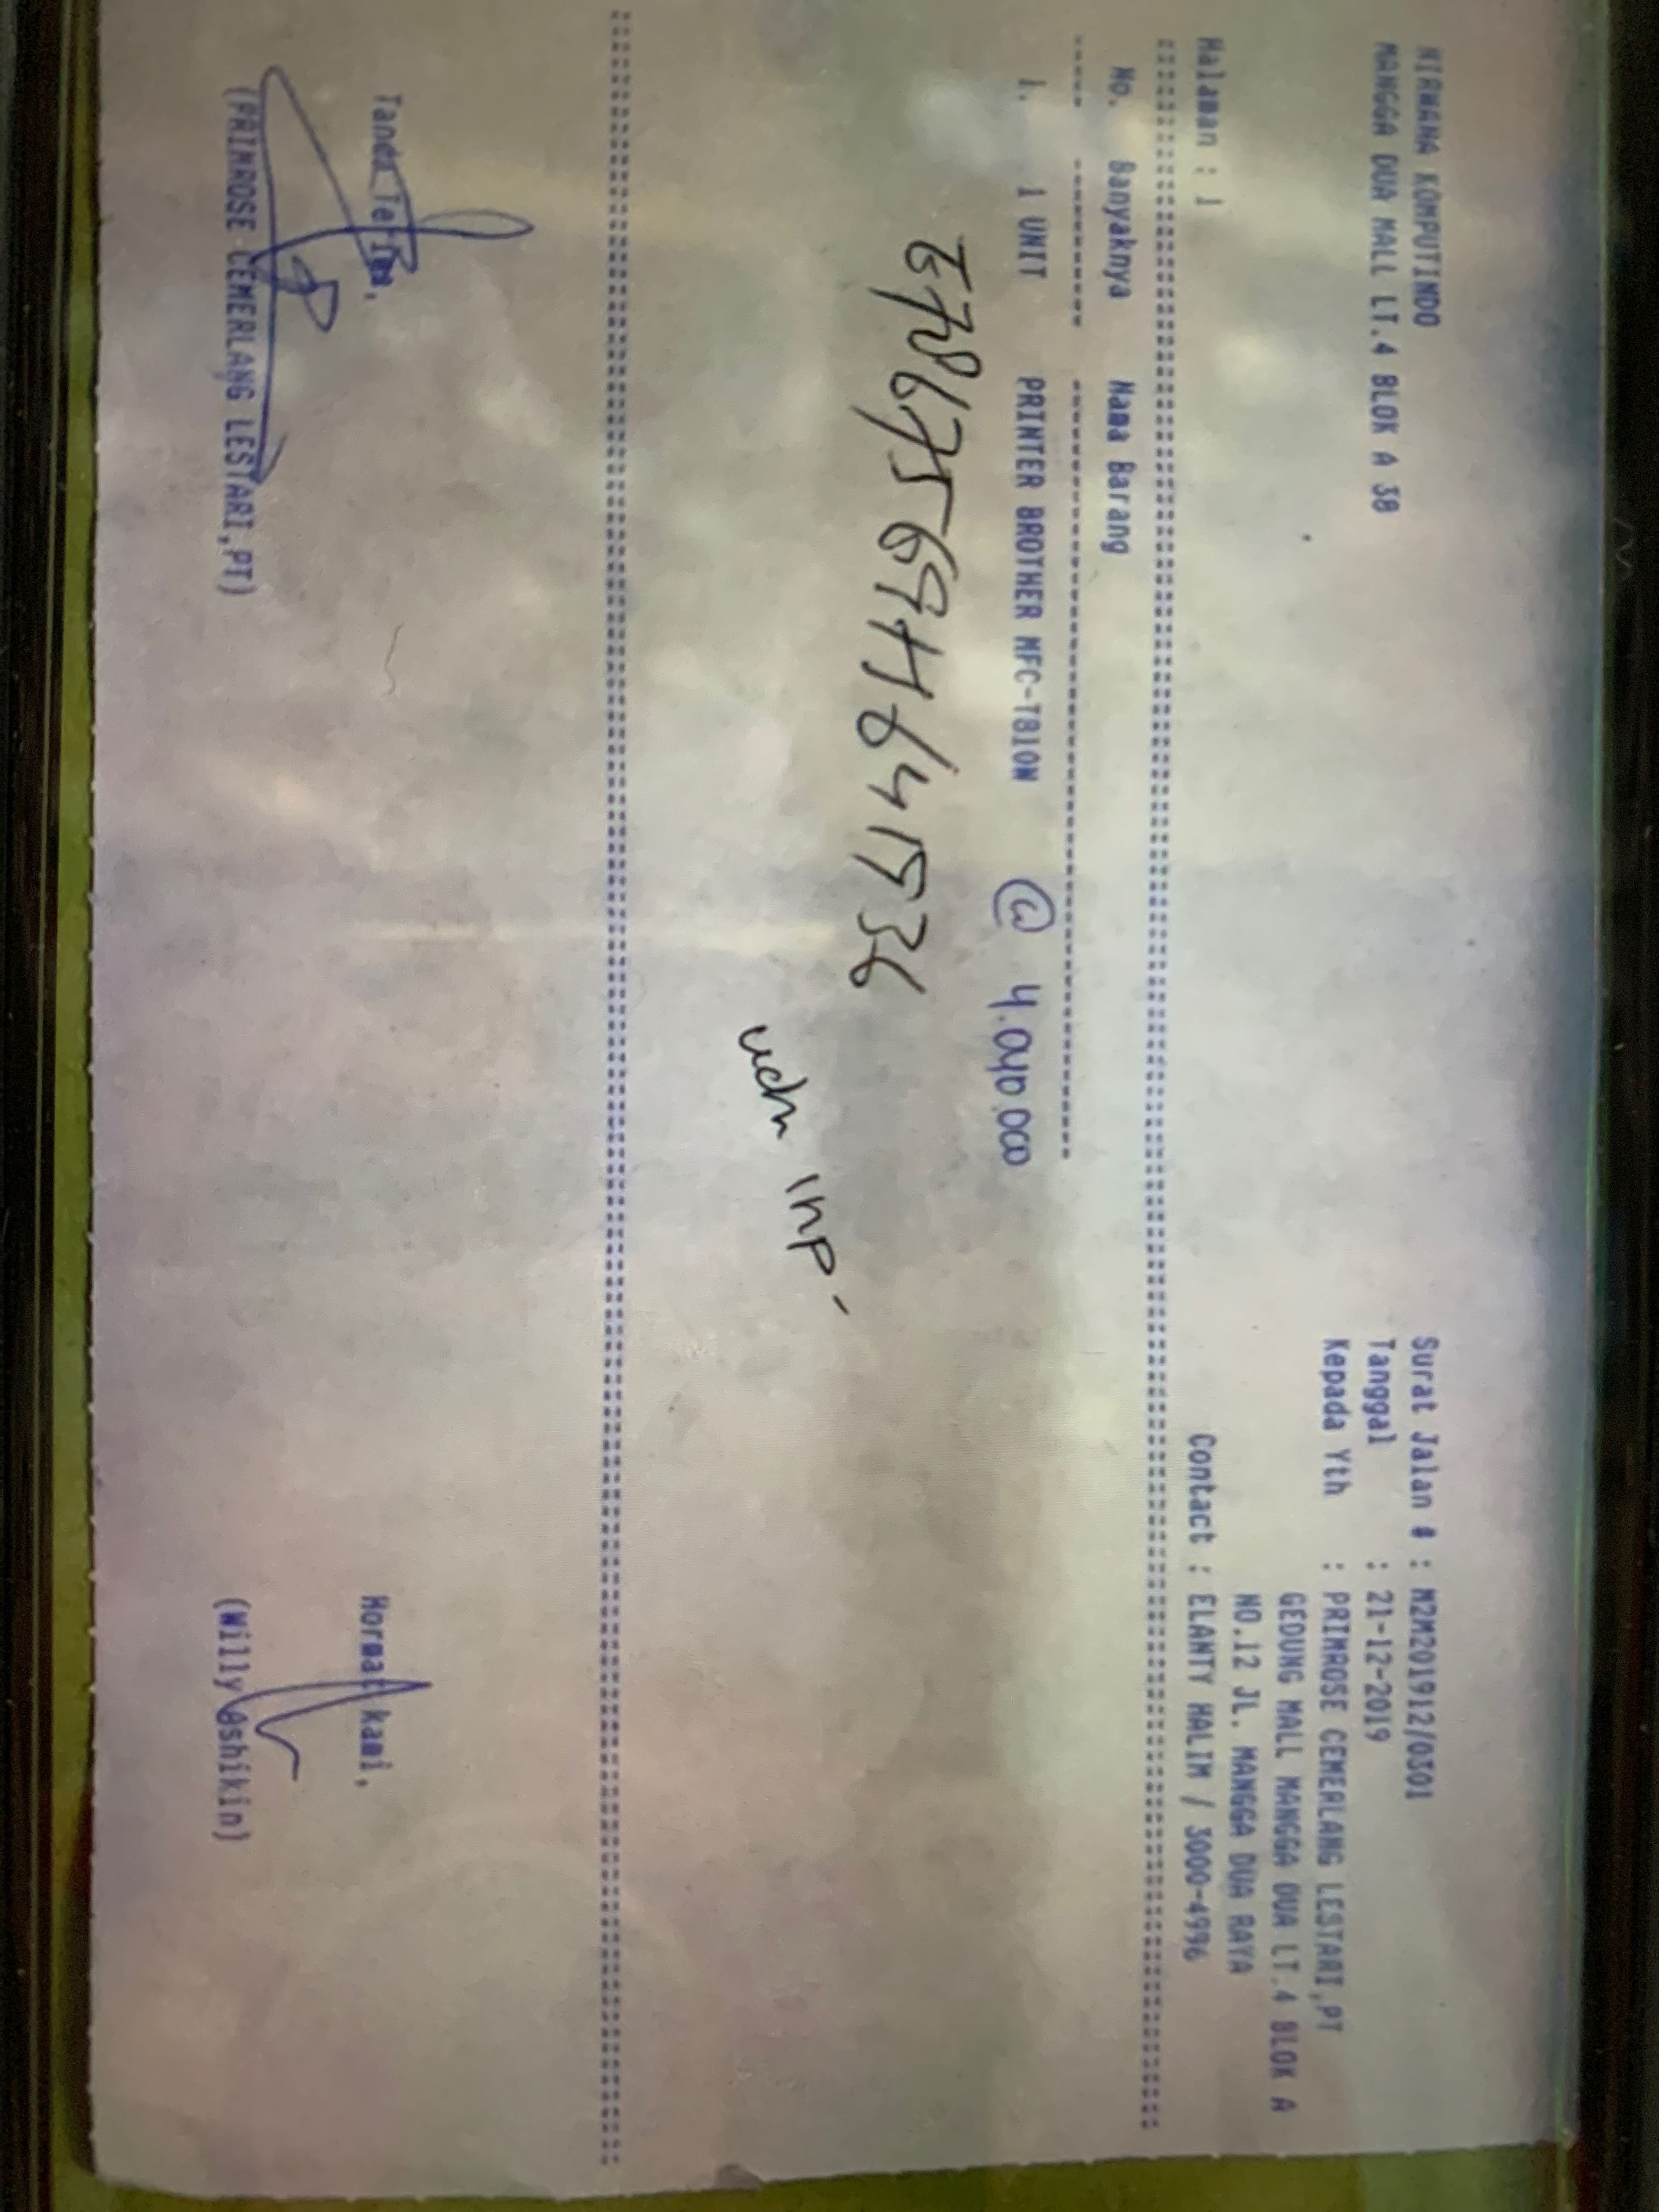 NIRWANA KOMPUTINDO
MANGGA DUA MALL LT.4 BLOK A 38
Surat Jalan # : M2M201912/0301
Tanggal : 21-12-2019
Kepada Yth : PRIMROSE CEMERLANG LESTARI,PT
GEDUNG MALL MANGGA DUA LT.4 BLOK A
NO.12 JL. MANGGA DUA RAYA
Halaman : 1
Contact : ELANTY HALIM / 3000-4996
No. Banyaknya Nama Barang
1. 1 UNIT PRINTER BROTHER MFC-T810W @ 4.040.000
udh inp
Tanda Terima,
Hormat kami,
(PRIMROSE CEMERLANG LESTARI,PT)
(Willy Ashikin)